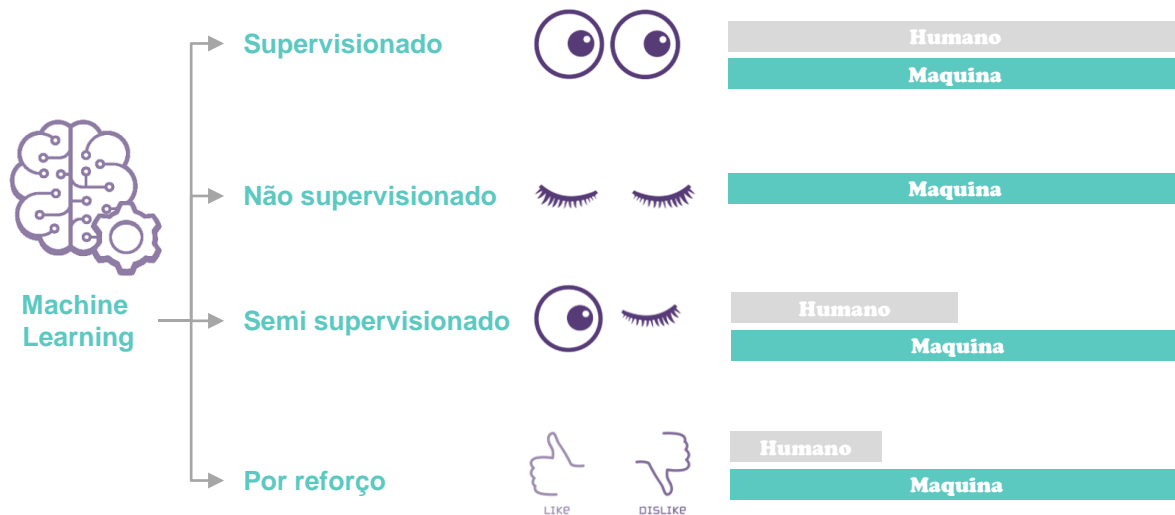 Supervisionado
Humano
Maquina
Não supervisionado
Maquina
Machine
Learning
Semi supervisionado
Humano
Maquina
Por reforço
LIKE
DISLIKE
Humano
Maquina